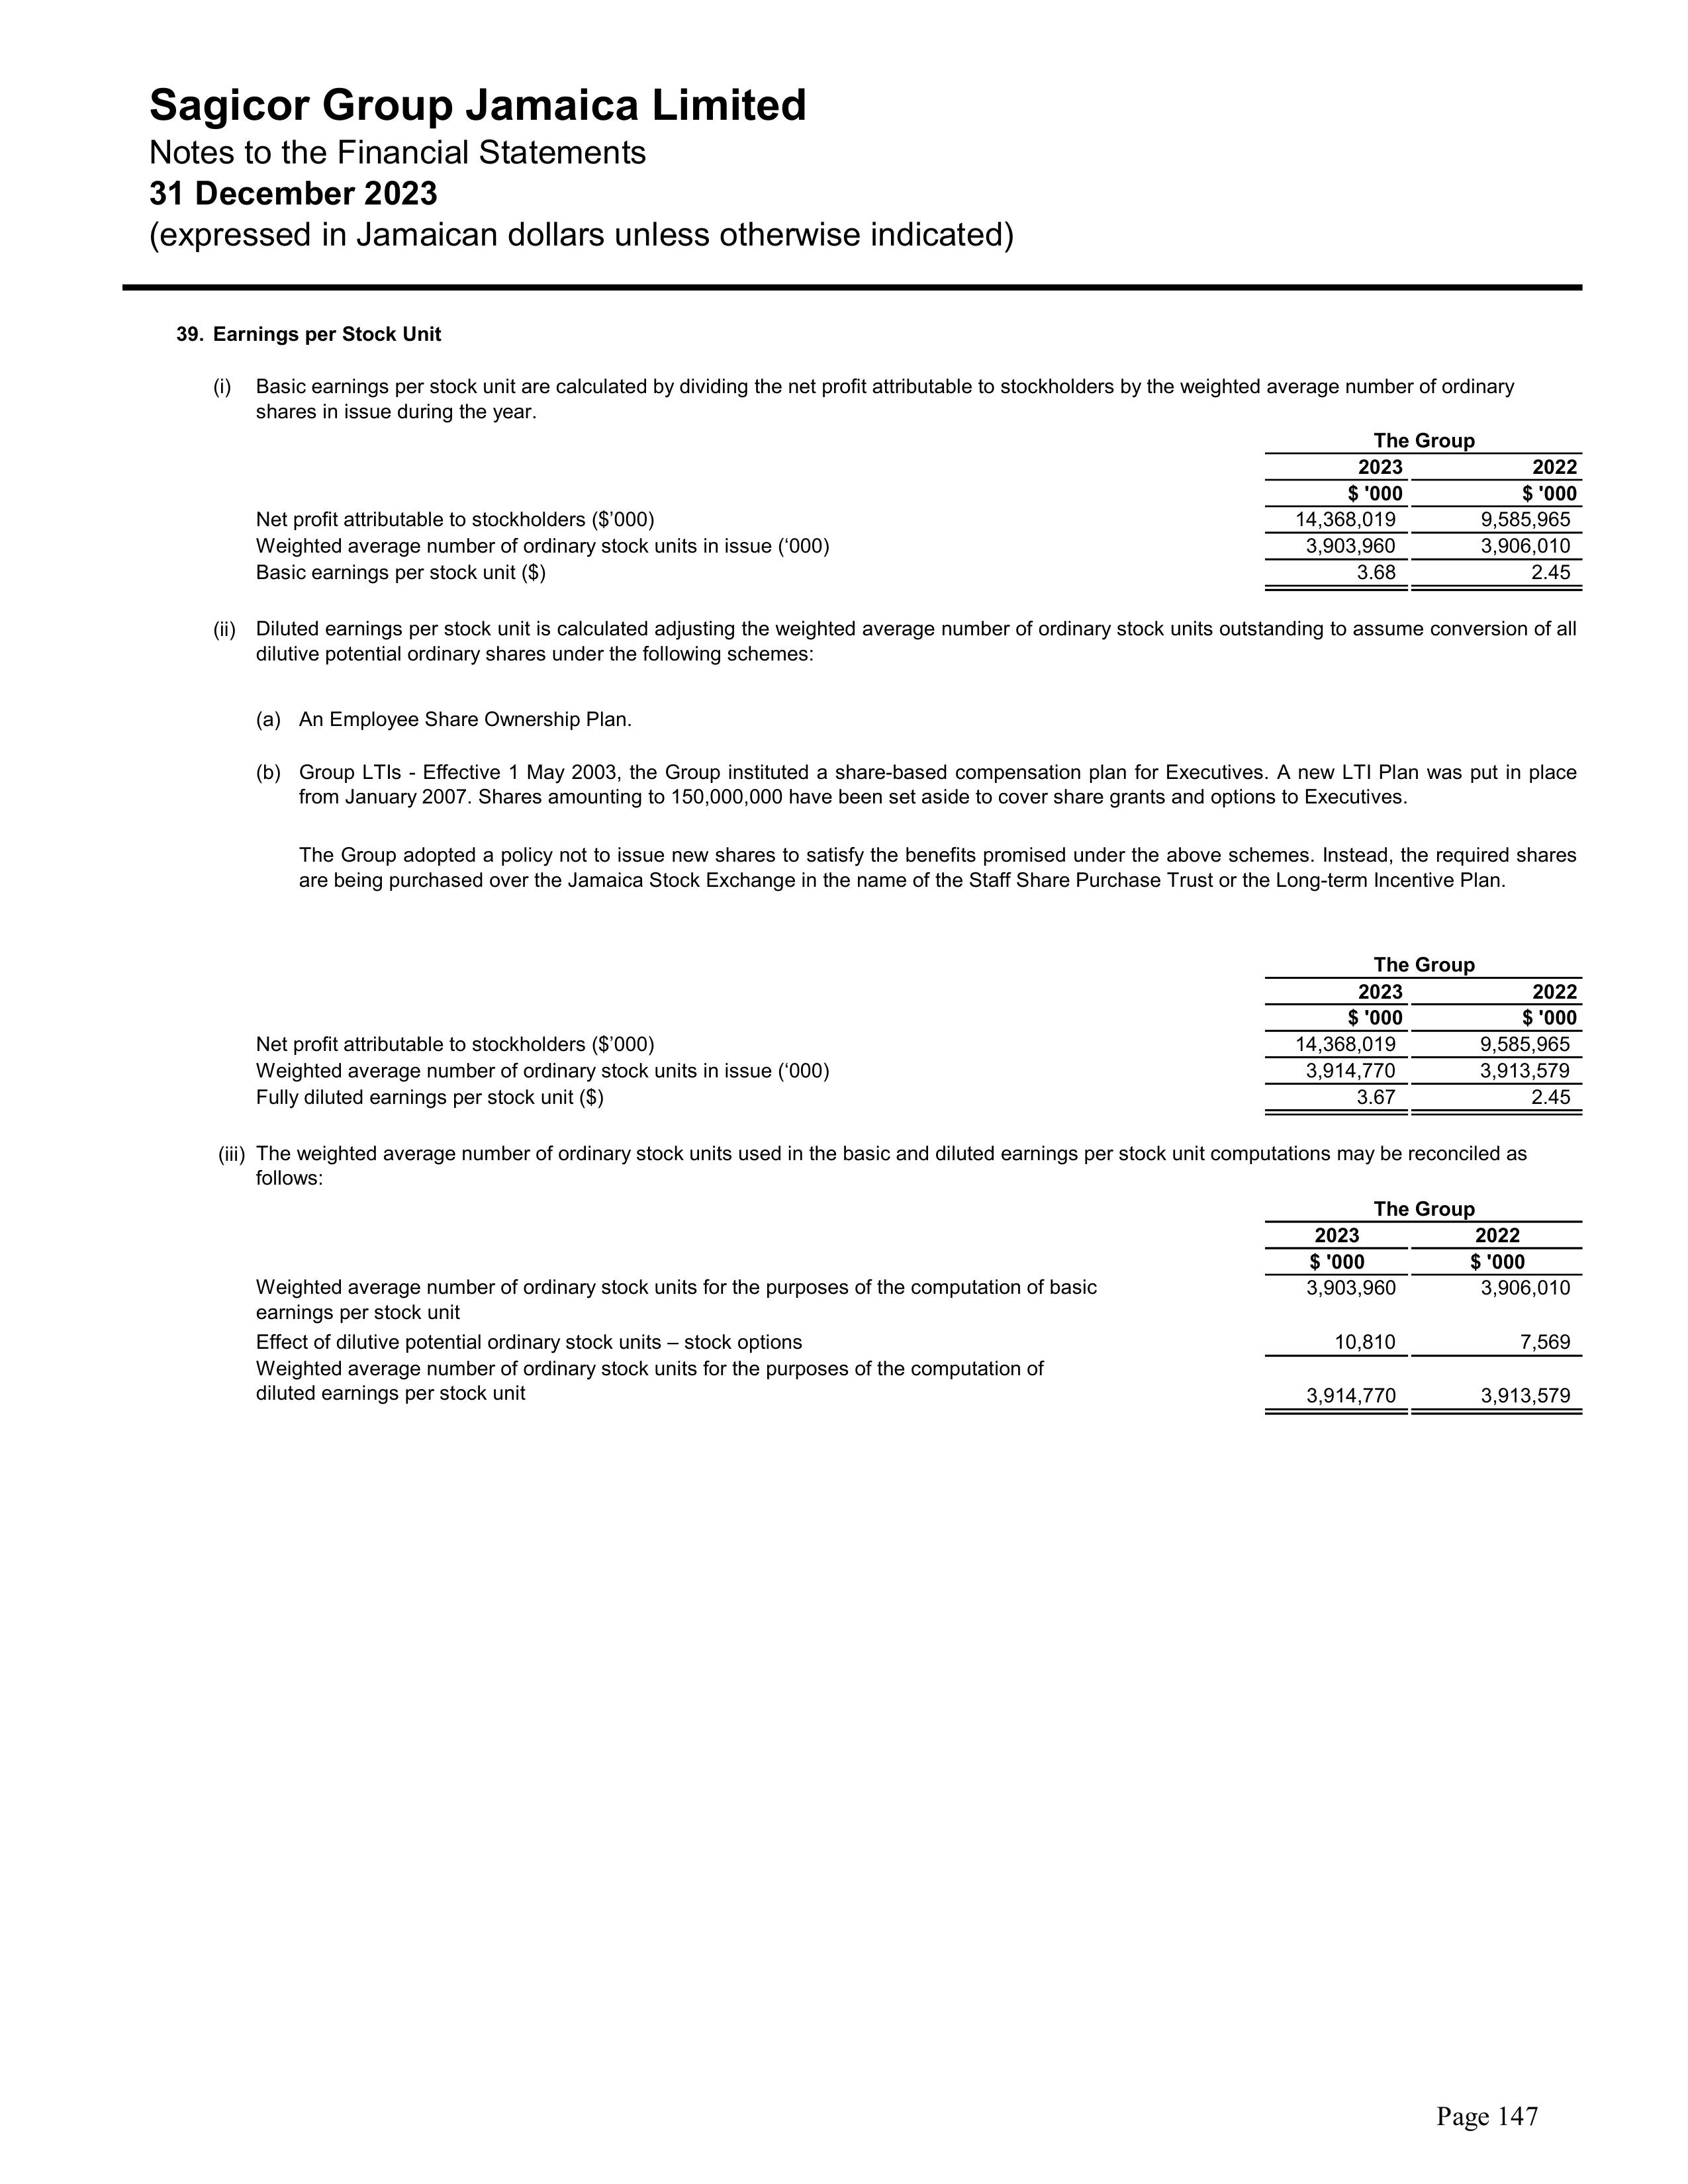 Sagicor Group Jamaica Limited
Notes to the Financial Statements
31 December 2023
(expressed in Jamaican dollars unless otherwise indicated)
39. Earnings per Stock Unit
(i) Basic earnings per stock unit are calculated by dividing the net profit attributable to stockholders by the weighted average number of ordinary
shares in issue during the year.
The Group
2023 2022
$ '000 $ '000
Net profit attributable to stockholders ($’000) 14,368,019 9,585,965
Weighted average number of ordinary stock units in issue (‘000) 3,903,960 3,906,010
Basic earnings per stock unit ($) 3.68 2.45
(ii) Diluted earnings per stock unit is calculated adjusting the weighted average number of ordinary stock units outstanding to assume conversion of all
dilutive potential ordinary shares under the following schemes:
(a) An Employee Share Ownership Plan.
(b) Group LTIs - Effective 1 May 2003, the Group instituted a share-based compensation plan for Executives. A new LTI Plan was put in place
from January 2007. Shares amounting to 150,000,000 have been set aside to cover share grants and options to Executives.
The Group adopted a policy not to issue new shares to satisfy the benefits promised under the above schemes. Instead, the required shares
are being purchased over the Jamaica Stock Exchange in the name of the Staff Share Purchase Trust or the Long-term Incentive Plan.
The Group
2023 2022
$ '000 $ '000
Net profit attributable to stockholders ($’000) 14,368,019 9,585,965
Weighted average number of ordinary stock units in issue (‘000) 3,914,770 3,913,579
Fully diluted earnings per stock unit ($) 3.67 2.45
(iii) The weighted average number of ordinary stock units used in the basic and diluted earnings per stock unit computations may be reconciled as
follows:
The Group
2023 2022
$ '000 $ '000
Weighted average number of ordinary stock units for the purposes of the computation of basic 3,903,960 3,906,010
earnings per stock unit
Effect of dilutive potential ordinary stock units – stock options 10,810 7,569
Weighted average number of ordinary stock units for the purposes of the computation of
diluted earnings per stock unit 3,914,770 3,913,579
Page 147